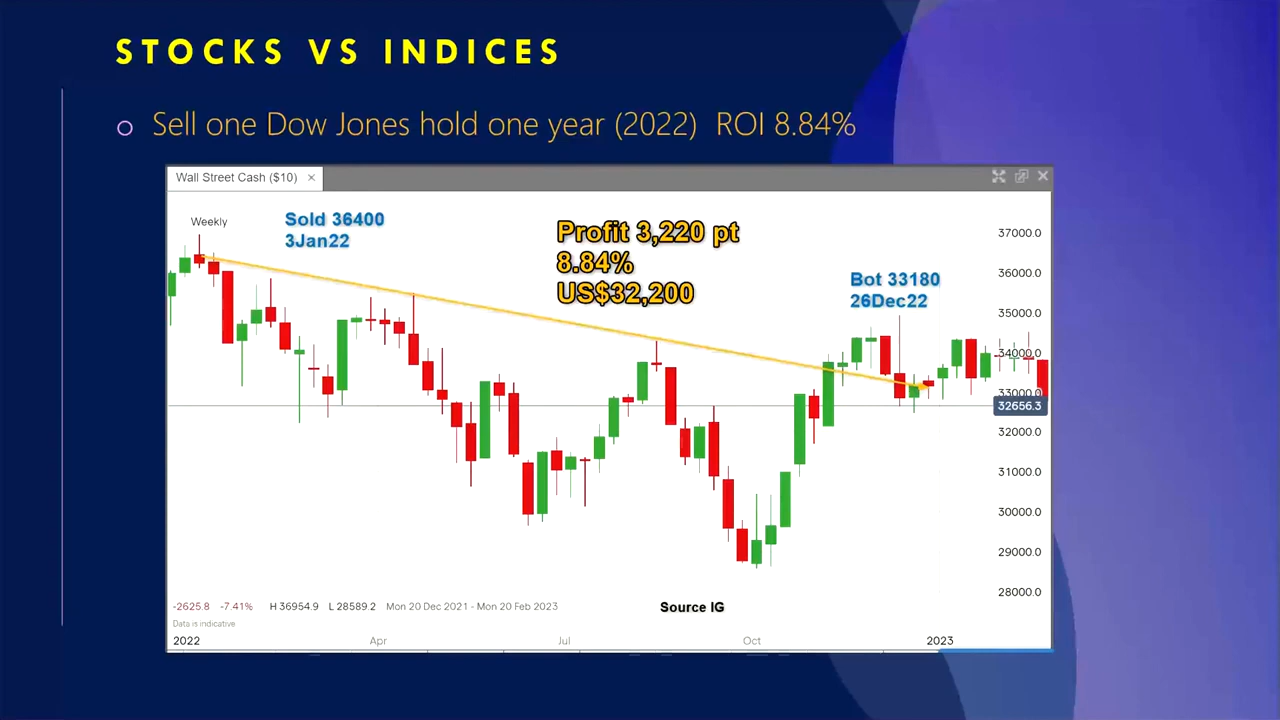 STOCKS VS INDICES
Sell one Dow Jones hold one year (2022) ROI 8.84%
Wall Street Cash ($10) ×
Weekly
Sold 36400
3Jan22
Profit 3,220 pt
8.84%
US$32,200
Bot 33180
26Dec22
37000.0
36000.0
35000.0
34000.0
33000.0
32656.3
32000.0
31000.0
30000.0
29000.0
28000.0
-2625.8 -7.41% H 36954.9 L 28589.2 Mon 20 Dec 2021 - Mon 20 Feb 2023
Source IG
Data is indicative
2022 Apr Jul Oct 2023